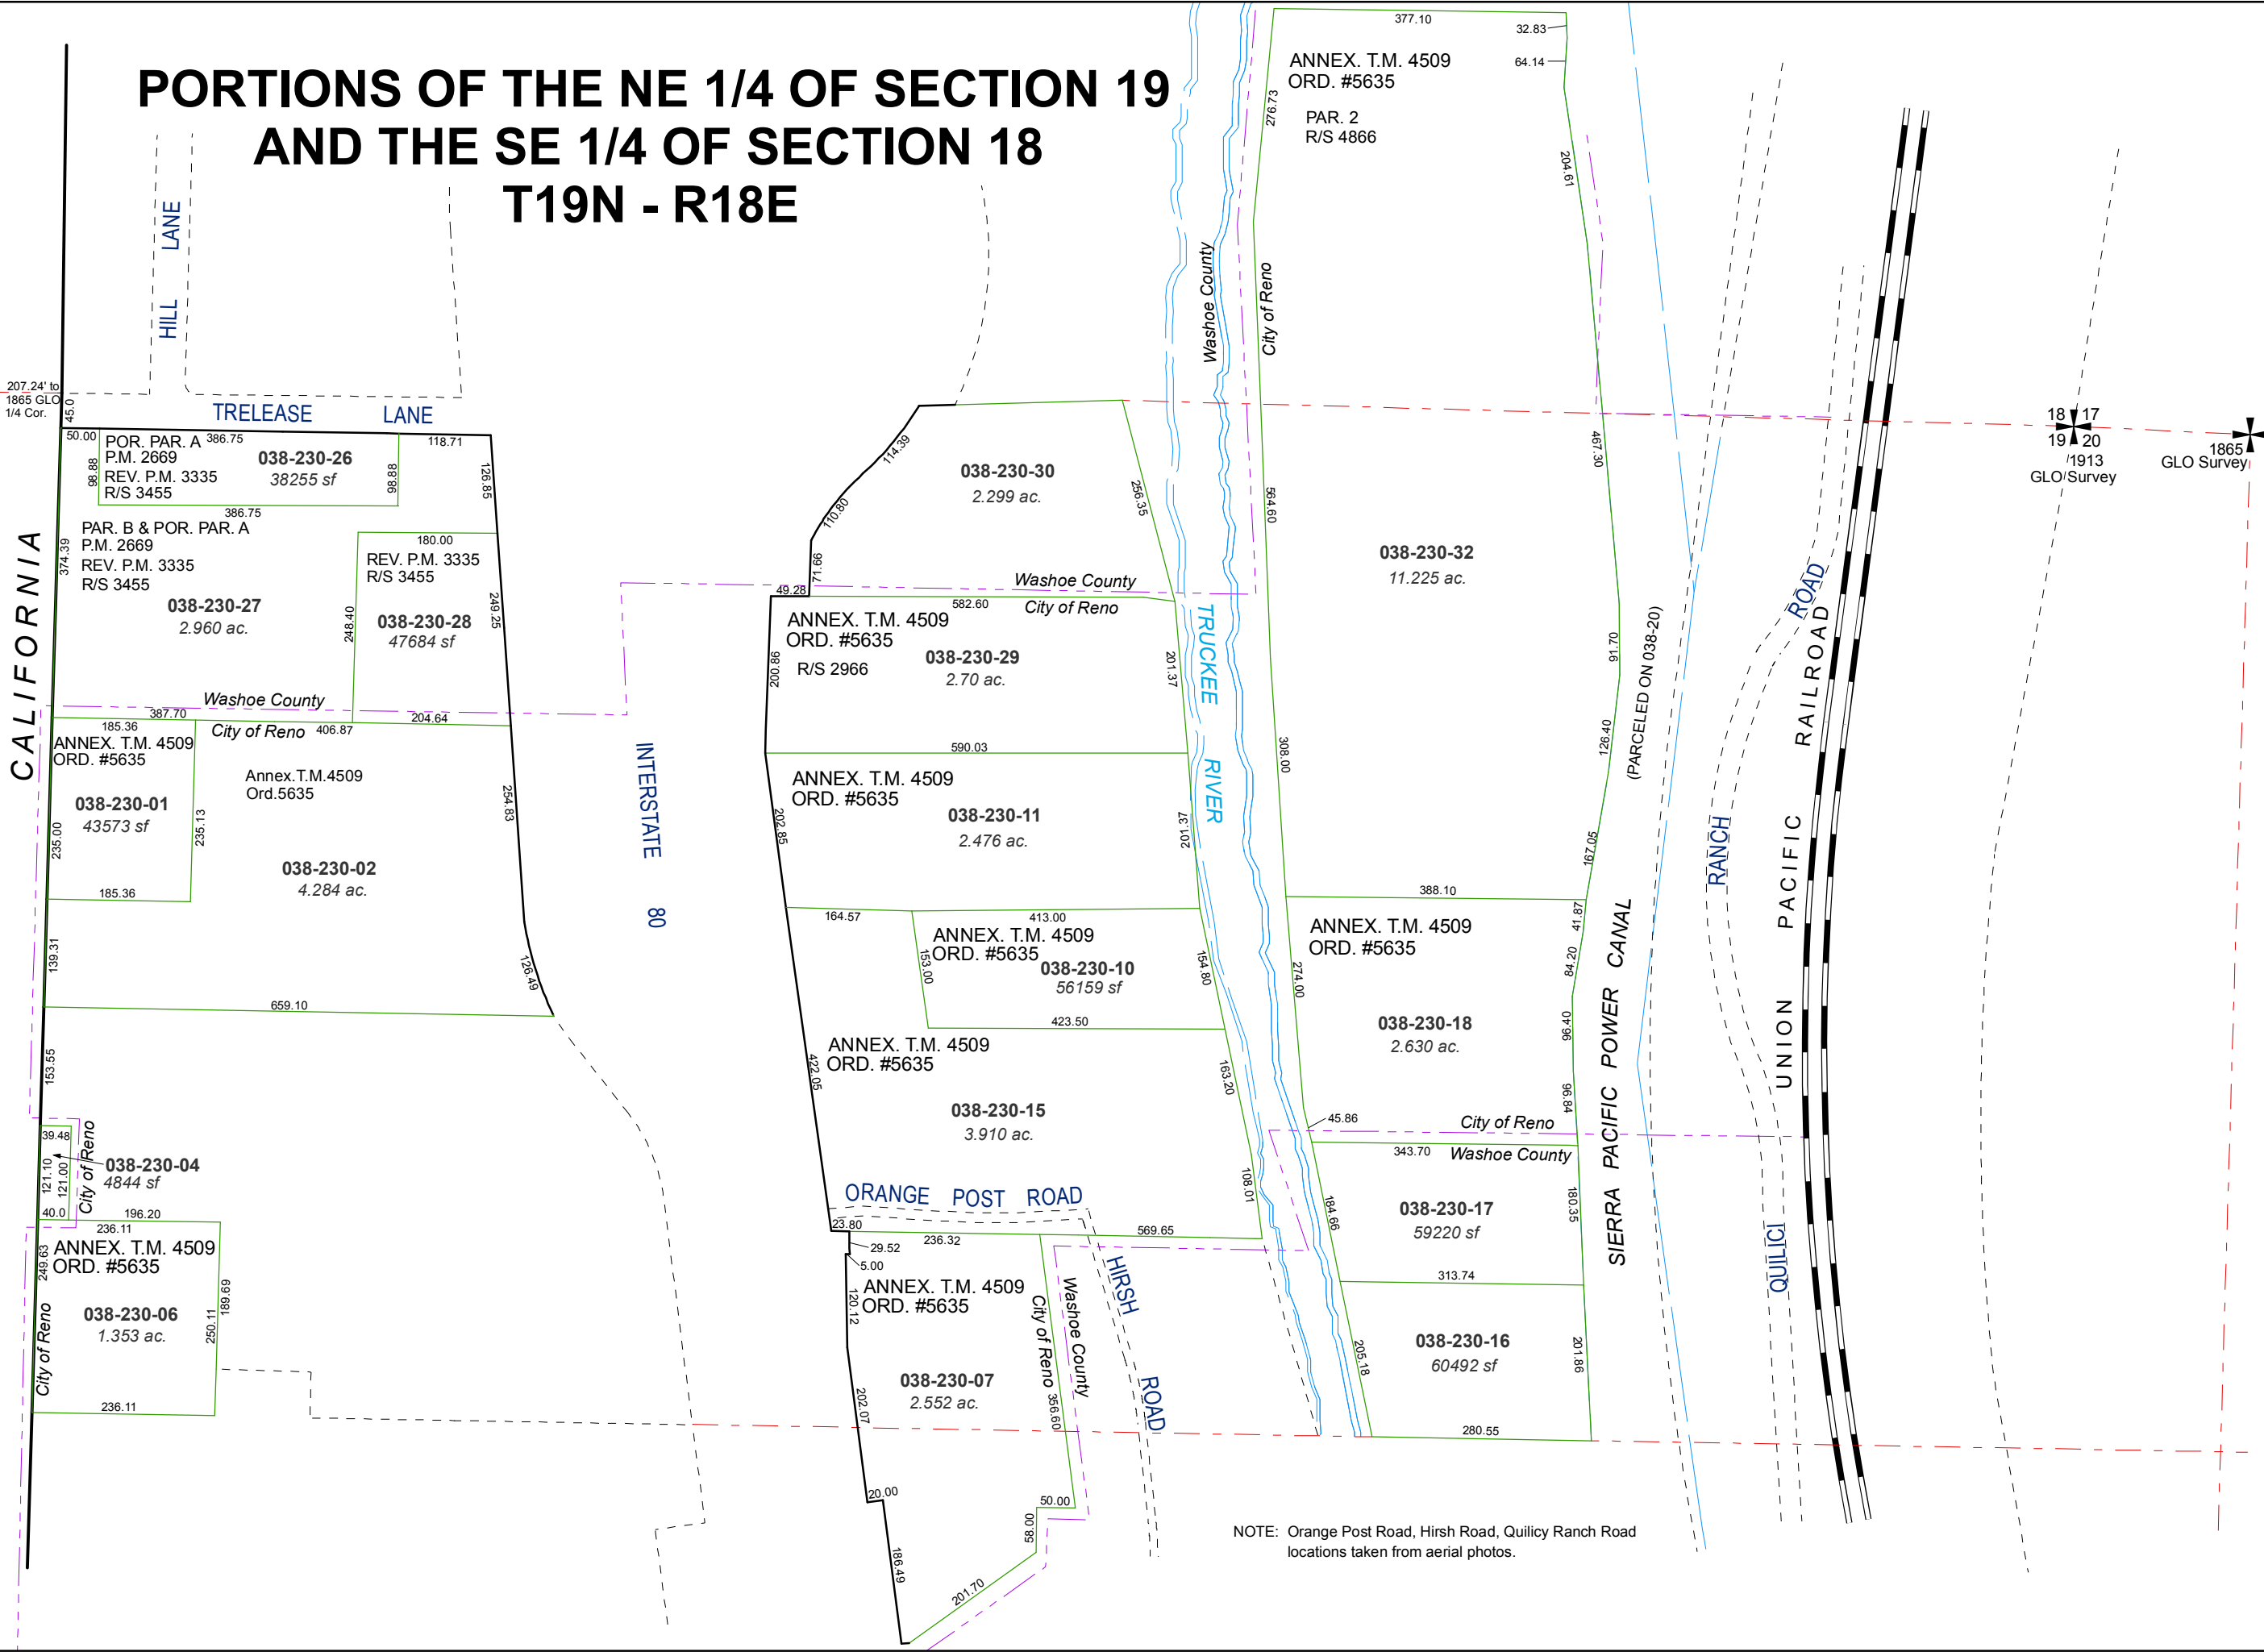 PORTIONS OF THE NE 1/4 OF SECTION 19
AND THE SE 1/4 OF SECTION 18
T19N - R18E
HILL LANE
TRELEASE LANE
207.24' to
1865 GLO
1/4 Cor.
45.0
50.00
386.75
118.71
POR. PAR. A
P.M. 2669
REV. P.M. 3335
R/S 3455
98.88
038-230-26
38255 sf
98.88
126.85
386.75
CALIFORNIA
374.39
PAR. B & POR. PAR. A
P.M. 2669
REV. P.M. 3335
R/S 3455
038-230-27
2.960 ac.
180.00
REV. P.M. 3335
R/S 3455
248.40
038-230-28
47684 sf
249.25
Washoe County
387.70
204.64
185.36
City of Reno
406.87
ANNEX. T.M. 4509
ORD. #5635
038-230-01
43573 sf
235.00
235.13
185.36
Annex.T.M.4509
Ord.5635
038-230-02
4.284 ac.
254.83
139.31
126.49
659.10
153.55
39.48
121.10
121.00
City of Reno
038-230-04
4844 sf
40.0
196.20
236.11
ANNEX. T.M. 4509
ORD. #5635
249.63
038-230-06
1.353 ac.
250.11
189.69
City of Reno
236.11
INTERSTATE 80
114.39
110.80
71.66
038-230-30
2.299 ac.
256.35
Washoe County
49.28
582.60
City of Reno
ANNEX. T.M. 4509
ORD. #5635
R/S 2966
200.86
038-230-29
2.70 ac.
201.37
590.03
ANNEX. T.M. 4509
ORD. #5635
202.85
038-230-11
2.476 ac.
201.37
164.57
413.00
ANNEX. T.M. 4509
ORD. #5635
153.00
038-230-10
56159 sf
154.80
423.50
ANNEX. T.M. 4509
ORD. #5635
422.05
038-230-15
3.910 ac.
163.20
108.01
ORANGE POST ROAD
23.80
236.32
569.65
29.52
5.00
ANNEX. T.M. 4509
ORD. #5635
120.12
038-230-07
2.552 ac.
202.07
City of Reno
356.60
Washoe County
HIRSH ROAD
20.00
50.00
58.00
186.49
201.70
TRUCKEE RIVER
Washoe County
City of Reno
377.10
32.83
64.14
ANNEX. T.M. 4509
ORD. #5635
PAR. 2
R/S 4866
276.73
204.61
564.60
467.30
038-230-32
11.225 ac.
91.70
308.00
126.40
167.05
388.10
ANNEX. T.M. 4509
ORD. #5635
41.87
84.20
274.00
038-230-18
2.630 ac.
96.40
96.84
45.86
City of Reno
343.70
Washoe County
184.66
038-230-17
59220 sf
180.35
313.74
205.18
038-230-16
60492 sf
201.86
280.55
(PARCELED ON 038-20)
SIERRA PACIFIC POWER CANAL
QUILICI RANCH ROAD
UNION PACIFIC RAILROAD
18 17
19 20
1913
GLO Survey
1865
GLO Survey
NOTE: Orange Post Road, Hirsh Road, Quilicy Ranch Road
locations taken from aerial photos.